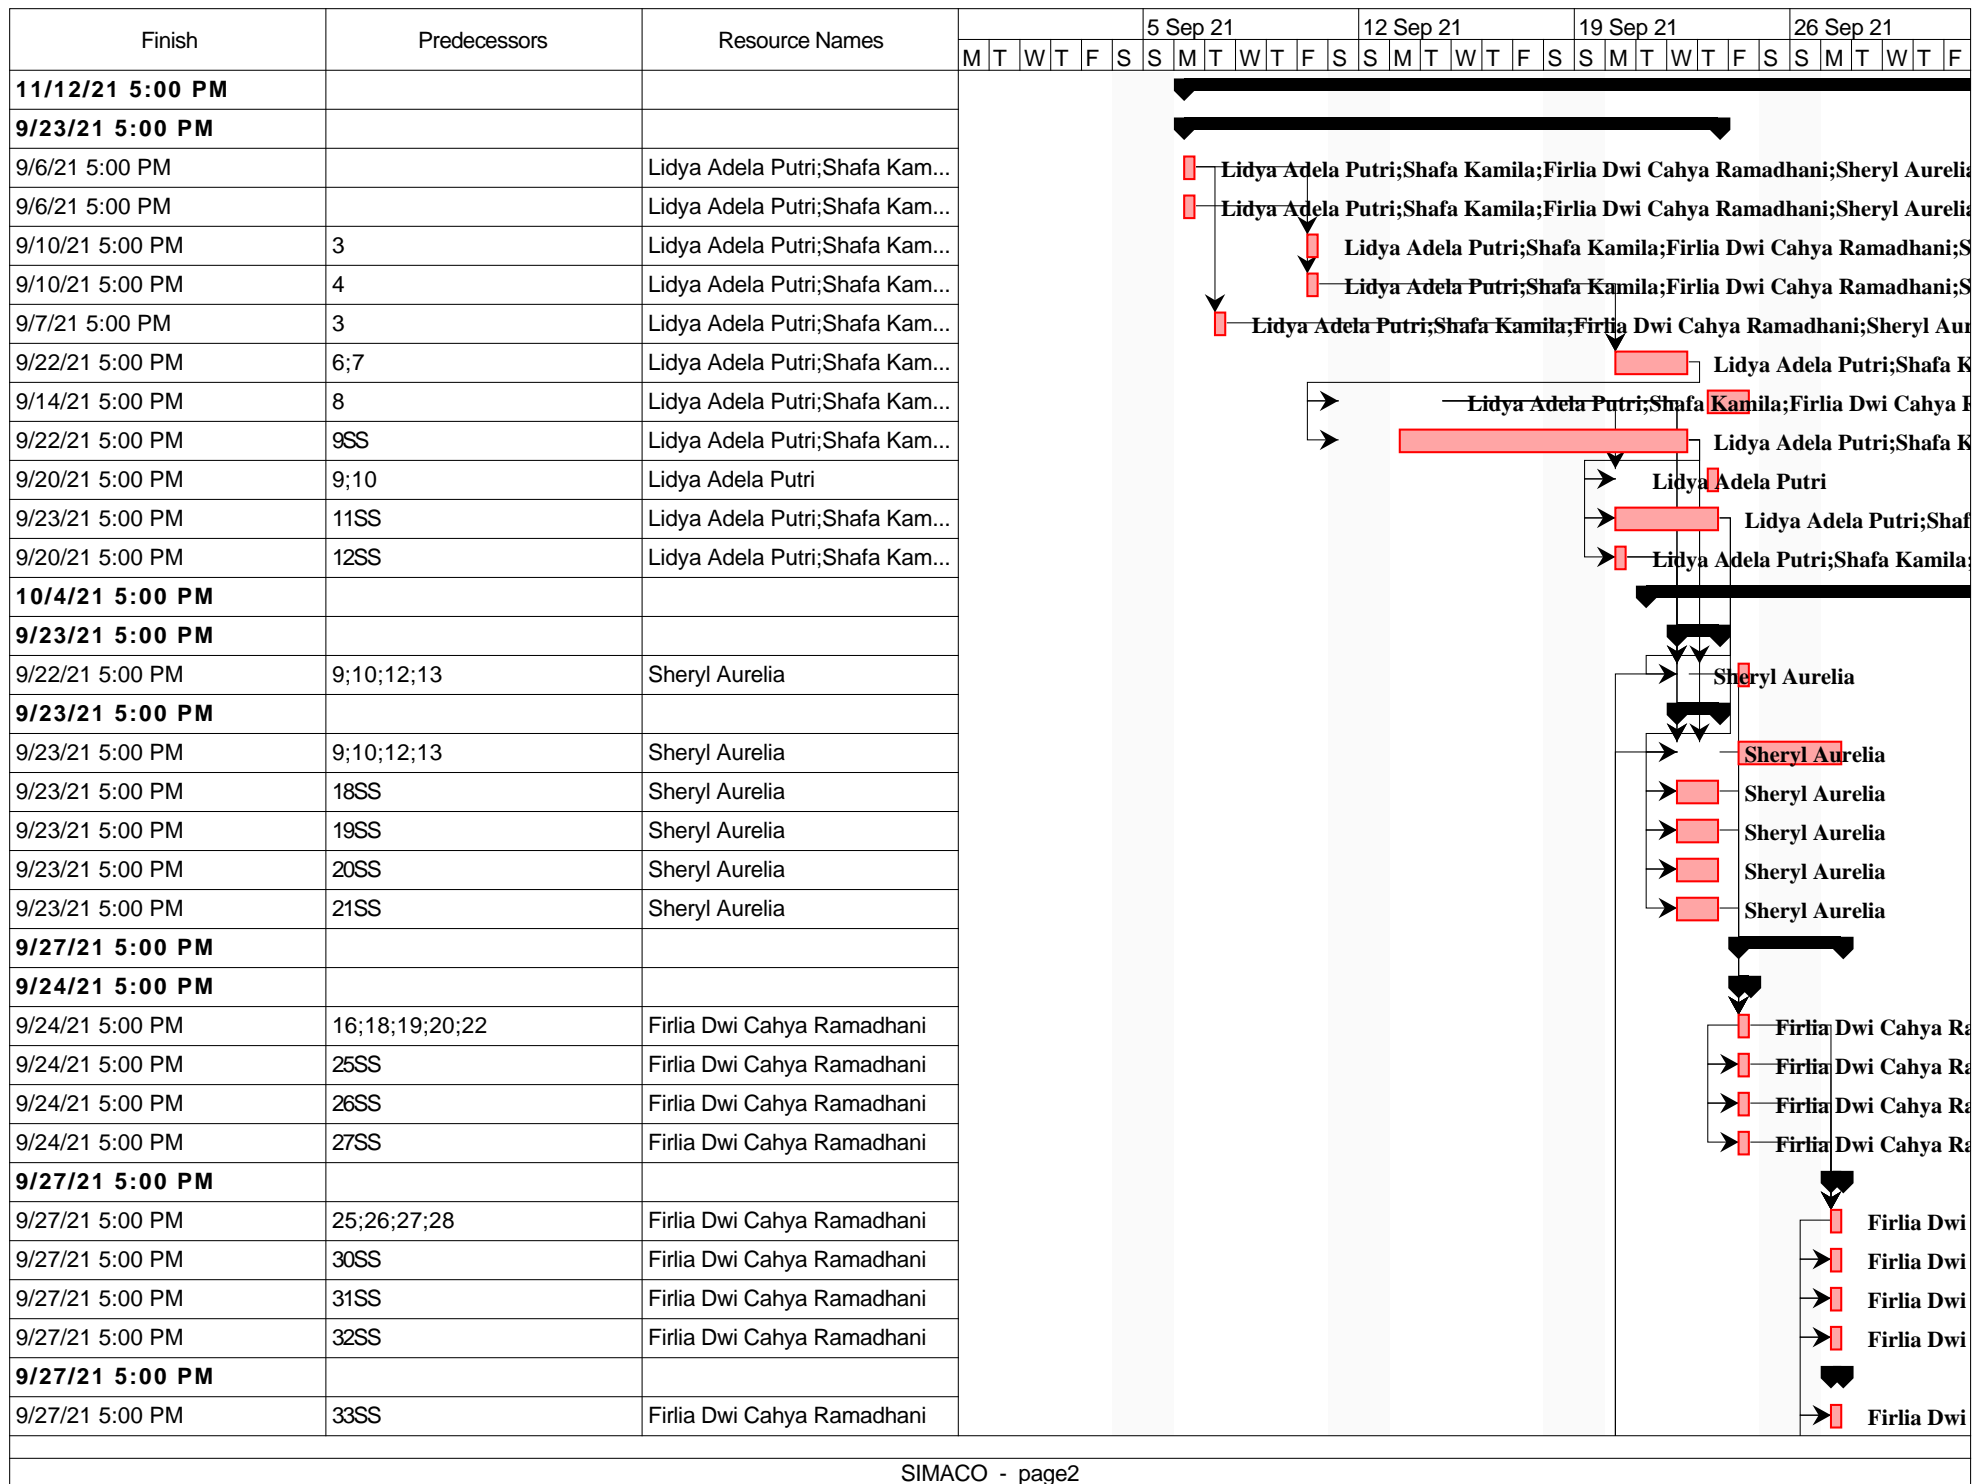 Finish Predecessors Resource Names
5 Sep 21 12 Sep 21 19 Sep 21 26 Sep 21
M T W T F S S M T W T F S S M T W T F S S M T W T F S S M T W T F
11/12/21 5:00 PM
9/23/21 5:00 PM
9/6/21 5:00 PM Lidya Adela Putri;Shafa Kam... Lidya Adela Putri;Shafa Kamila;Firlia Dwi Cahya Ramadhani;Sheryl Aurelia
9/6/21 5:00 PM Lidya Adela Putri;Shafa Kam... Lidya Adela Putri;Shafa Kamila;Firlia Dwi Cahya Ramadhani;Sheryl Aurelia
9/10/21 5:00 PM 3 Lidya Adela Putri;Shafa Kam... Lidya Adela Putri;Shafa Kamila;Firlia Dwi Cahya Ramadhani;S
9/10/21 5:00 PM 4 Lidya Adela Putri;Shafa Kam... Lidya Adela Putri;Shafa Kamila;Firlia Dwi Cahya Ramadhani;S
9/7/21 5:00 PM 3 Lidya Adela Putri;Shafa Kam... Lidya Adela Putri;Shafa Kamila;Firlia Dwi Cahya Ramadhani;Sheryl Aur
9/22/21 5:00 PM 6;7 Lidya Adela Putri;Shafa Kam... Lidya Adela Putri;Shafa K
9/14/21 5:00 PM 8 Lidya Adela Putri;Shafa Kam... Lidya Adela Putri;Shafa Kamila;Firlia Dwi Cahya R
9/22/21 5:00 PM 9SS Lidya Adela Putri;Shafa Kam... Lidya Adela Putri;Shafa K
9/20/21 5:00 PM 9;10 Lidya Adela Putri Lidya Adela Putri
9/23/21 5:00 PM 11SS Lidya Adela Putri;Shafa Kam... Lidya Adela Putri;Shaf
9/20/21 5:00 PM 12SS Lidya Adela Putri;Shafa Kam... Lidya Adela Putri;Shafa Kamila;
10/4/21 5:00 PM
9/23/21 5:00 PM
9/22/21 5:00 PM 9;10;12;13 Sheryl Aurelia Sheryl Aurelia
9/23/21 5:00 PM
9/23/21 5:00 PM 9;10;12;13 Sheryl Aurelia Sheryl Aurelia
9/23/21 5:00 PM 18SS Sheryl Aurelia Sheryl Aurelia
9/23/21 5:00 PM 19SS Sheryl Aurelia Sheryl Aurelia
9/23/21 5:00 PM 20SS Sheryl Aurelia Sheryl Aurelia
9/23/21 5:00 PM 21SS Sheryl Aurelia Sheryl Aurelia
9/27/21 5:00 PM
9/24/21 5:00 PM
9/24/21 5:00 PM 16;18;19;20;22 Firlia Dwi Cahya Ramadhani Firlia Dwi Cahya Ra
9/24/21 5:00 PM 25SS Firlia Dwi Cahya Ramadhani Firlia Dwi Cahya Ra
9/24/21 5:00 PM 26SS Firlia Dwi Cahya Ramadhani Firlia Dwi Cahya Ra
9/24/21 5:00 PM 27SS Firlia Dwi Cahya Ramadhani Firlia Dwi Cahya Ra
9/27/21 5:00 PM
9/27/21 5:00 PM 25;26;27;28 Firlia Dwi Cahya Ramadhani Firlia Dwi
9/27/21 5:00 PM 30SS Firlia Dwi Cahya Ramadhani Firlia Dwi
9/27/21 5:00 PM 31SS Firlia Dwi Cahya Ramadhani Firlia Dwi
9/27/21 5:00 PM 32SS Firlia Dwi Cahya Ramadhani Firlia Dwi
9/27/21 5:00 PM
9/27/21 5:00 PM 33SS Firlia Dwi Cahya Ramadhani Firlia Dwi
SIMACO - page2